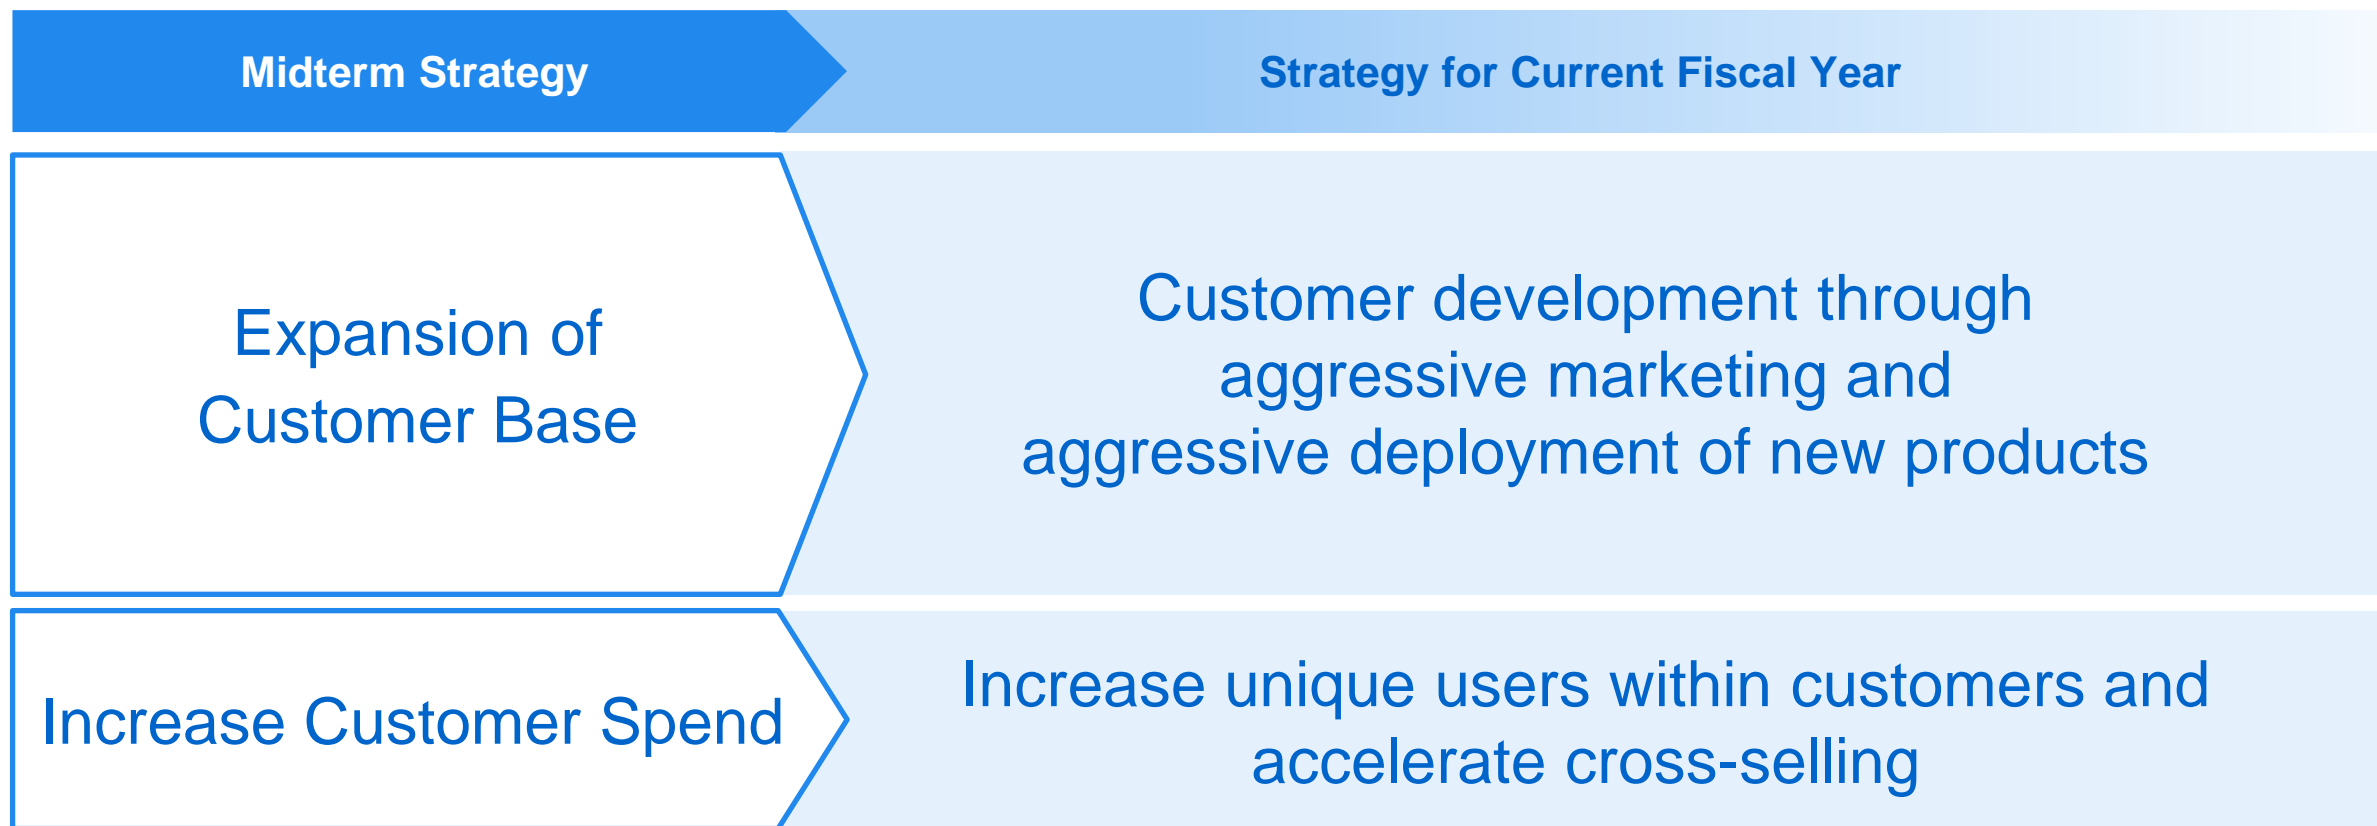 Midterm Strategy
Strategy for Current Fiscal Year
Expansion of
Customer Base
Customer development through
aggressive marketing and
aggressive deployment of new products
Increase Customer Spend
Increase unique users within customers and
accelerate cross-selling